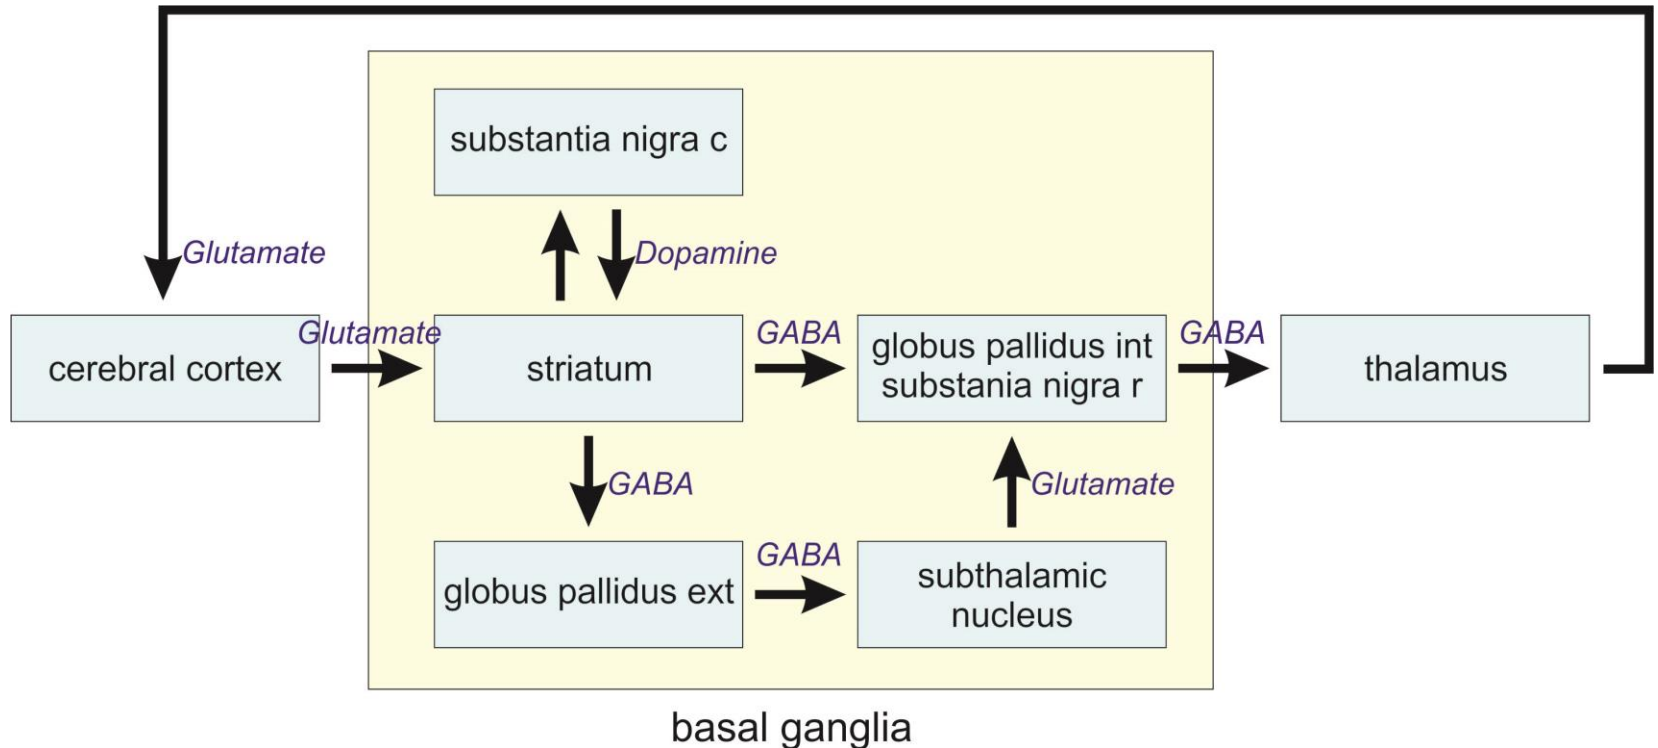 substantia nigra c
Glutamate
Dopamine
cerebral cortex
Glutamate
striatum
GABA
globus pallidus int
substania nigra r
GABA
thalamus
GABA
Glutamate
globus pallidus ext
GABA
subthalamic
nucleus
basal ganglia